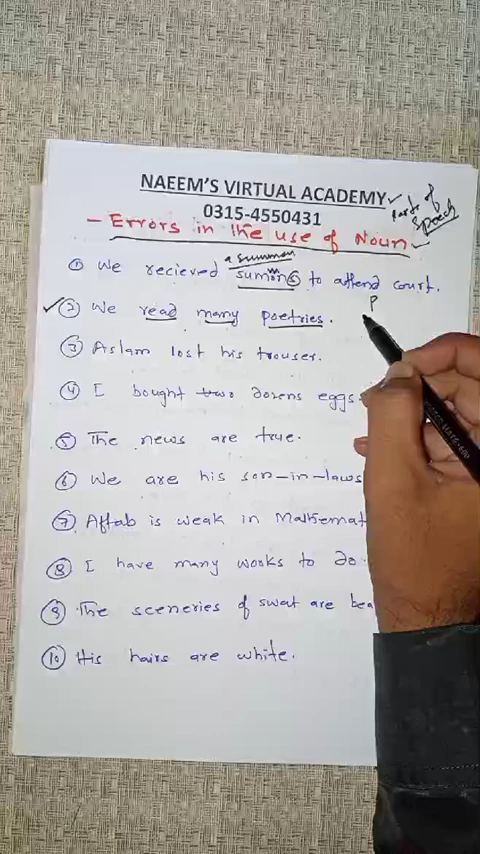 NAEEM'S VIRTUAL ACADEMY
0315-4550431
Parts of Speech
- Errors in the use of Noun
a summon
① We recieved summons to attend court.
② We read many poetries. P
③ Aslam lost his trouser.
④ I bought two dozens eggs.
⑤ The news are true.
⑥ We are his son-in-laws
⑦ Aftab is weak in Mathemat
⑧ I have many works to do.
⑨ The sceneries of swat are bea
⑩ His hairs are white.